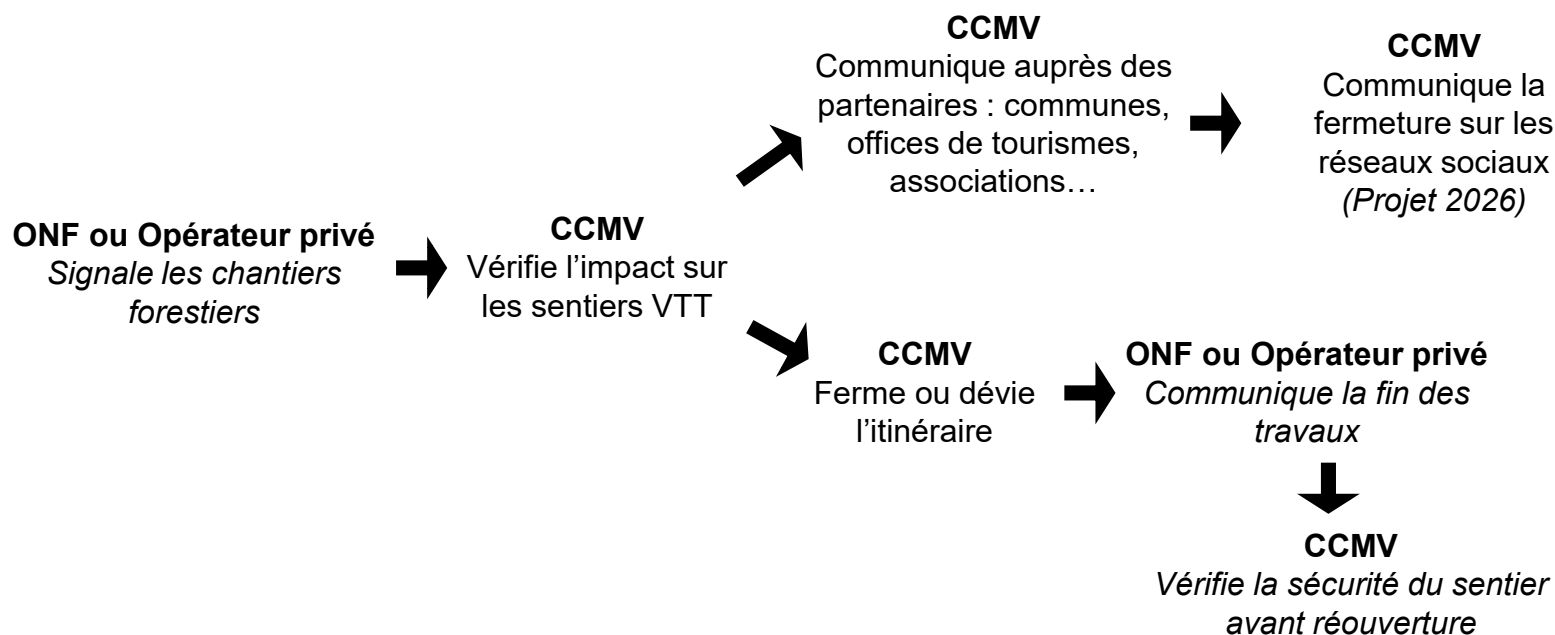 ONF ou Opérateur privé
Signale les chantiers
forestiers
CCMV
Vérifie l’impact sur
les sentiers VTT
CCMV
Communique auprès des
partenaires : communes,
offices de tourismes,
associations…
CCMV
Communique la
fermeture sur les
réseaux sociaux
(Projet 2026)
CCMV
Ferme ou dévie
l’itinéraire
ONF ou Opérateur privé
Communique la fin des
travaux
CCMV
Vérifie la sécurité du sentier
avant réouverture